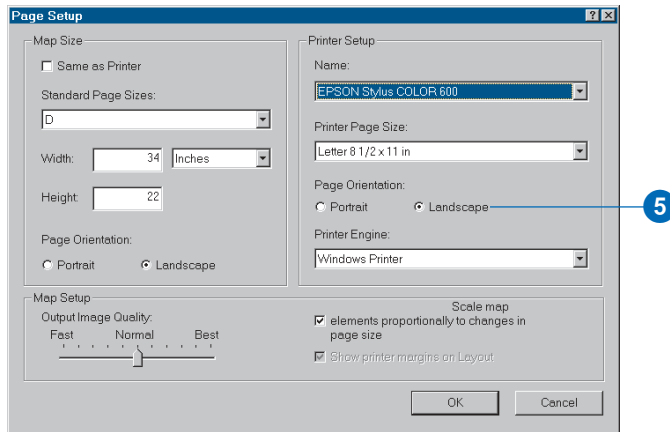 Page Setup
Map Size
Same as Printer
Standard Page Sizes:
D
Width: 34 Inches
Height: 22
Page Orientation:
Portrait Landscape
Printer Setup
Name:
EPSON Stylus COLOR 600
Printer Page Size:
Letter 8 1/2 x 11 in
Page Orientation:
Portrait Landscape
5
Printer Engine:
Windows Printer
Map Setup
Output Image Quality:
Fast Normal Best
Scale map
elements proportionally to changes in
page size
Show printer margins on Layout
OK Cancel